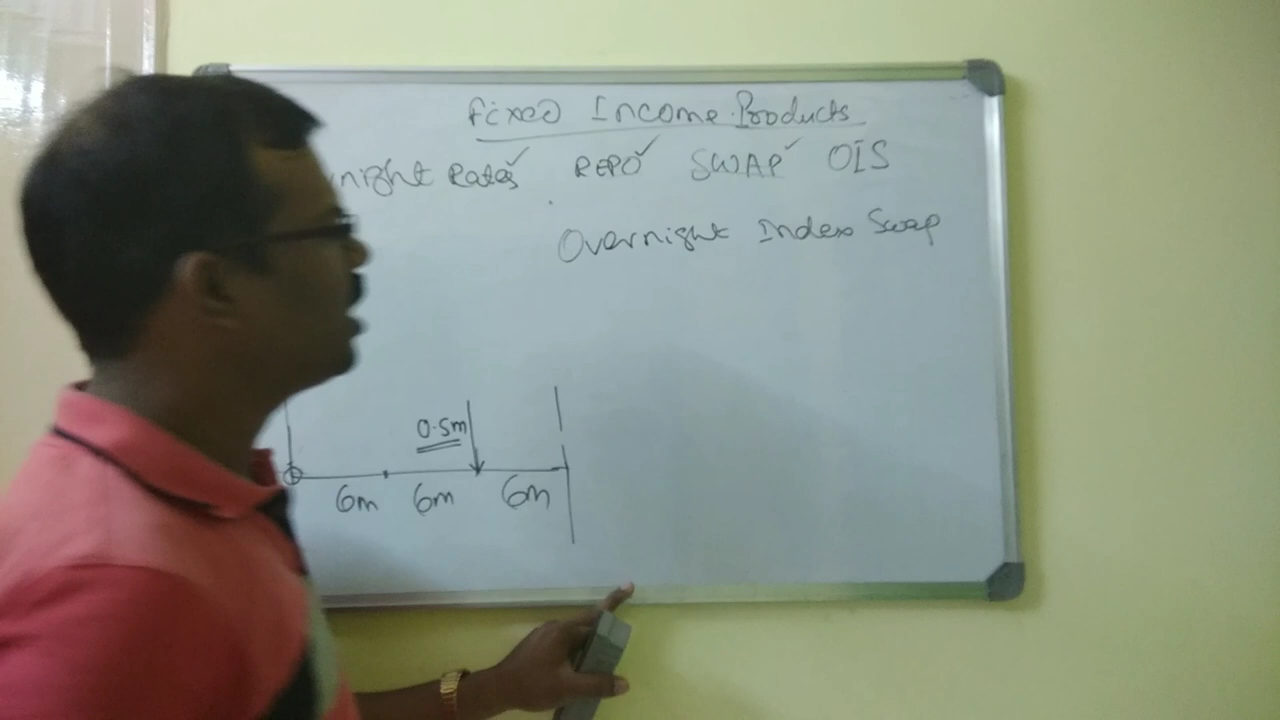 Fixed Income Products
night Rates REPO SWAP OIS
Overnight Index Swap
0.5m
6m 6m 6m